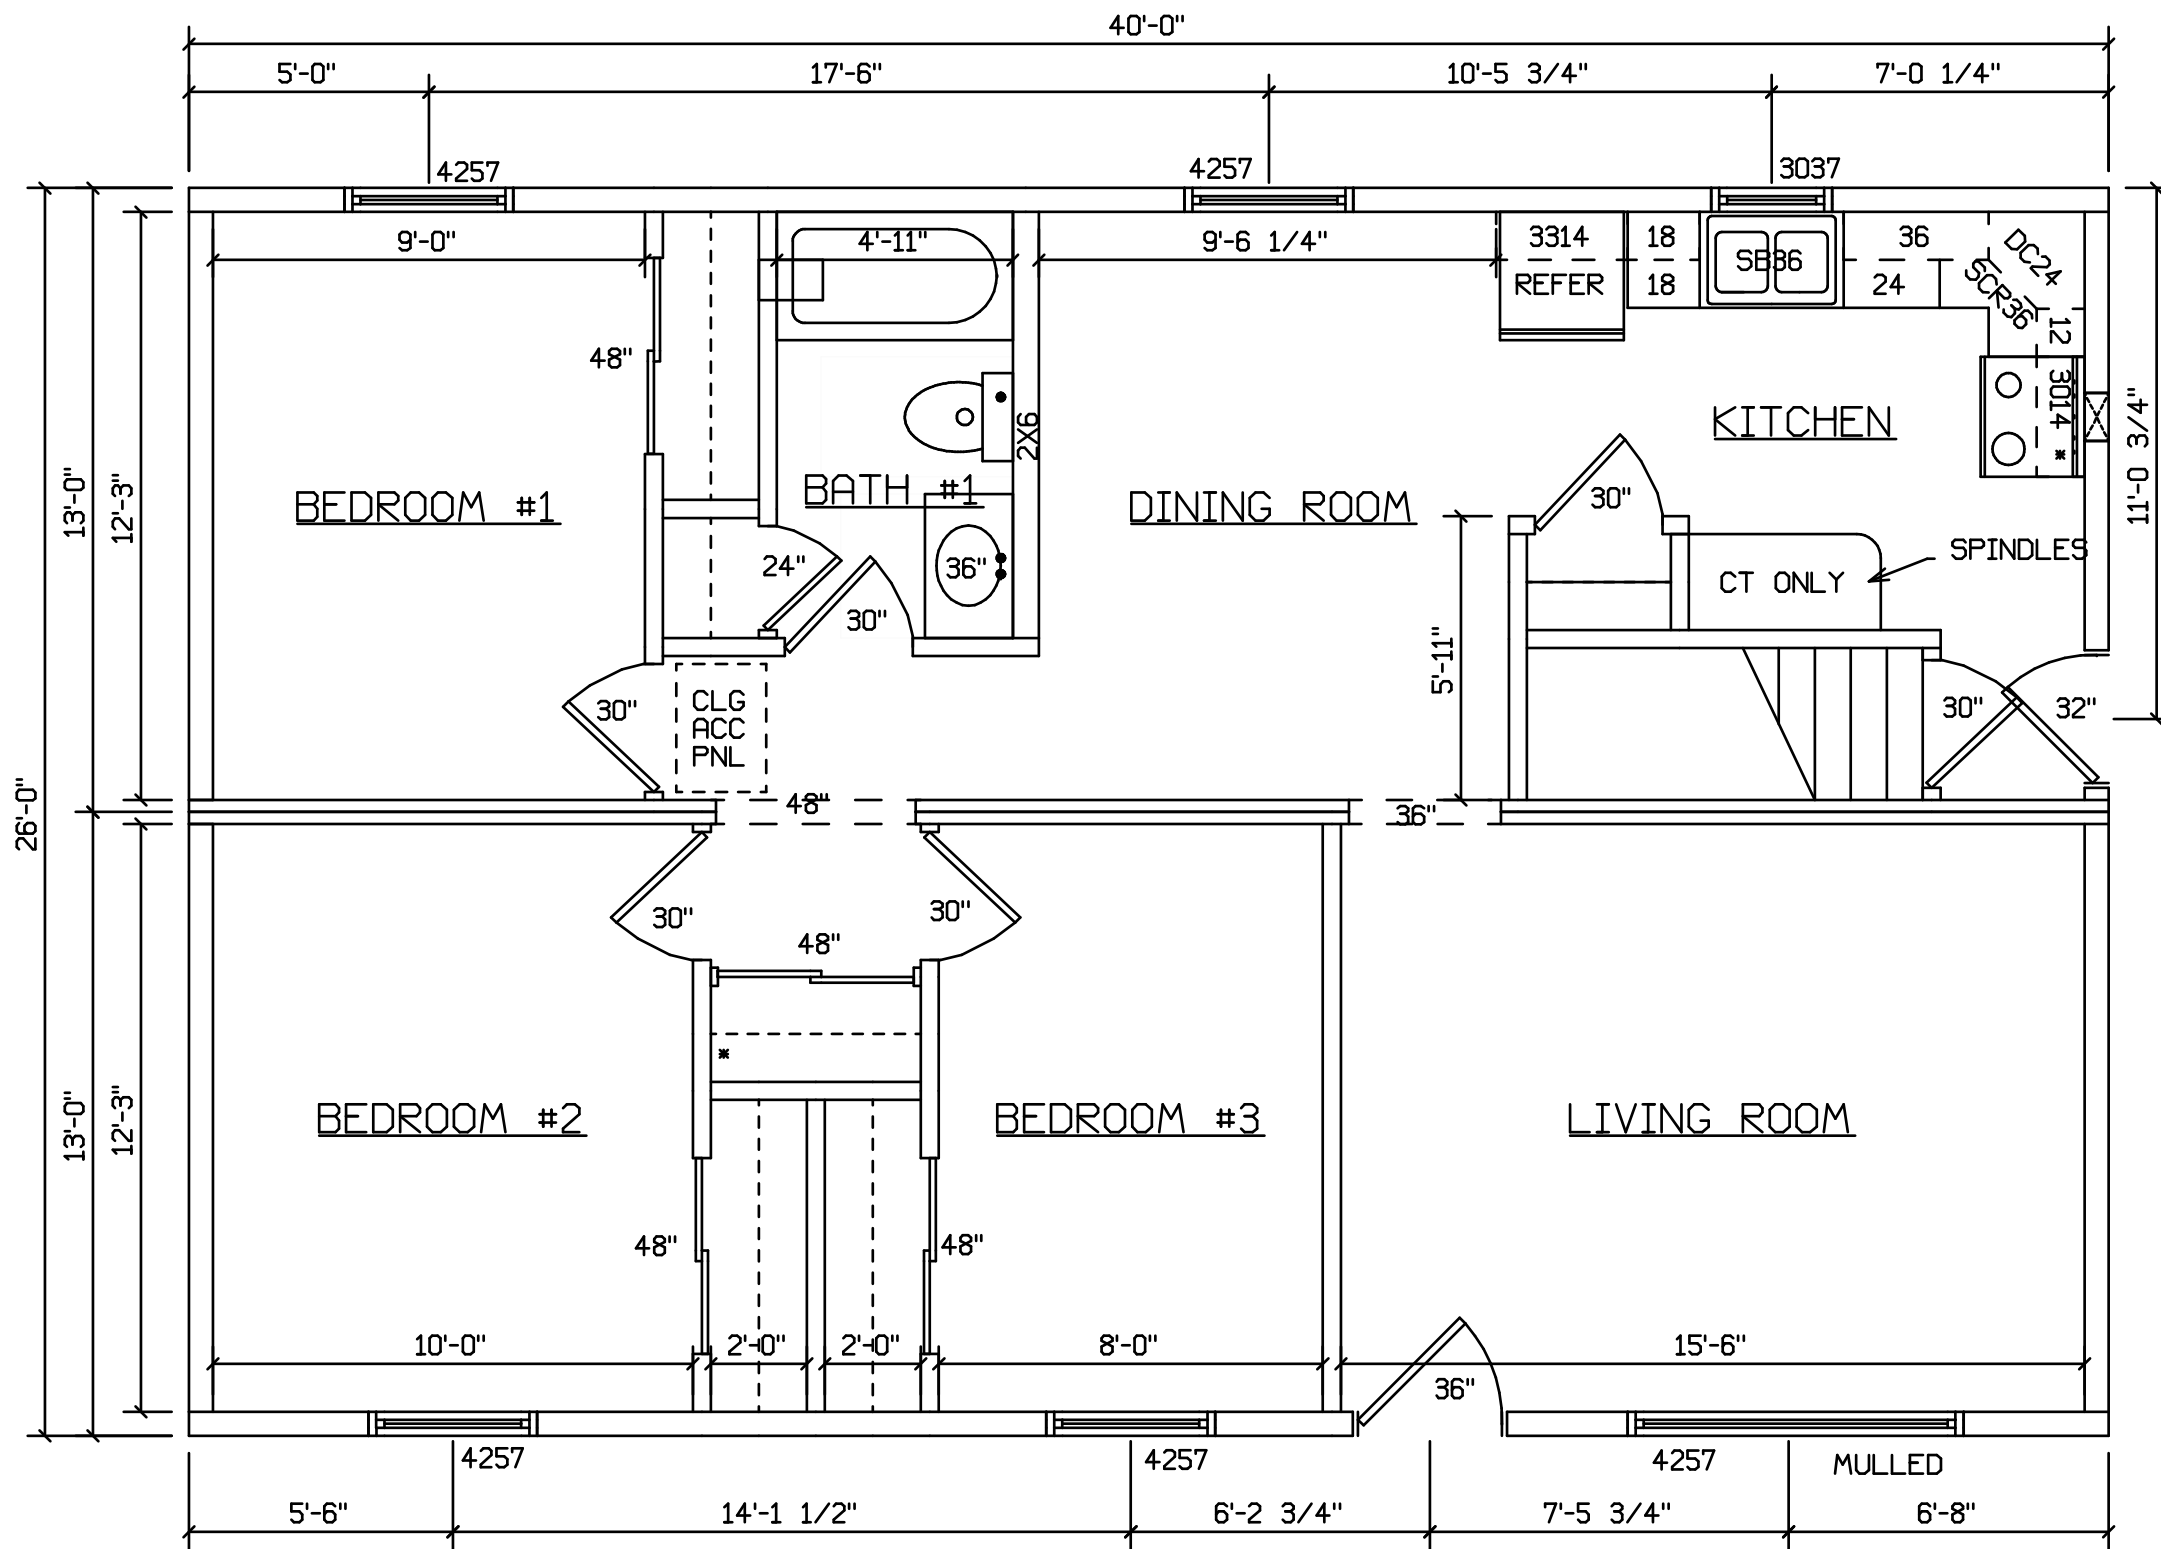 40'-0"
5'-0" 17'-6" 10'-5 3/4" 7'-0 1/4"
4257 4257 3037
9'-0" 4'-11" 9'-6 1/4" 3314 18 SB36 36 DC24
REFER 18 24 SCR36
48" 12
3014 *
2X6
KITCHEN
11'-0 3/4"
13'-0" 12'-3"
BEDROOM #1 BATH #1 DINING ROOM 30"
SPINDLES
24" 36" CT ONLY
30"
5'-11"
30" CLG 30" 32"
ACC
PNL
26'-0"
48" 36"
30" 30"
48"
*
13'-0" 12'-3"
BEDROOM #2 BEDROOM #3 LIVING ROOM
48" 48"
10'-0" 2'-0" 2'-0" 8'-0" 15'-6"
36"
4257 4257 4257 MULLED
5'-6" 14'-1 1/2" 6'-2 3/4" 7'-5 3/4" 6'-8"